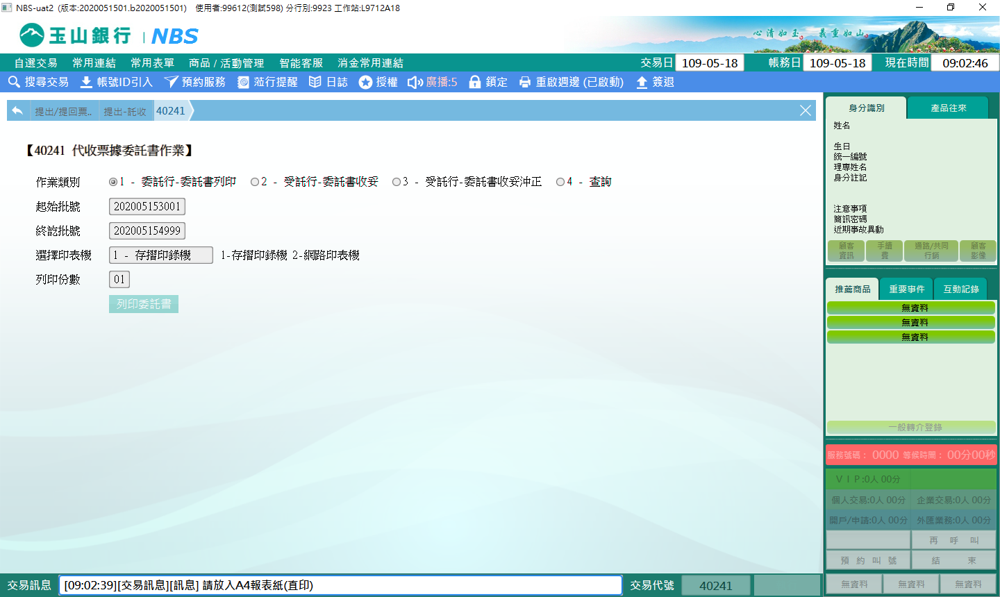 NBS-uat2 (版本:2020051501.b2020051501) 使用者:99612(測試598) 分行別:9923 工作站:L9712A18
玉山銀行 | NBS
心清如玉。 義重如山。
自選交易 常用連結 常用表單 商品 / 活動管理 智能客服 消金常用連結 交易日 109-05-18 帳務日 109-05-18 現在時間 09:02:46
搜尋交易 帳號ID引入 預約服務 蒞行提醒 日誌 授權 廣播:5 鎖定 重啟週邊 (已啟動) 簽退
提出/提回票.. 提出-託收 40241
【40241 代收票據委託書作業】
作業類別 1 - 委託行-委託書列印 2 - 受託行-委託書收妥 3 - 受託行-委託書收妥沖正 4 - 查詢
起始批號 202005153001
終訖批號 202005154999
選擇印表機 1 - 存摺印錄機 1-存摺印錄機 2-網路印表機
列印份數 01
列印委託書
身分識別 產品往來
姓名
生日
統一編號
理專姓名
身分註記
注意事項
簡訊密碼
近期事故異動
顧客資訊 手續費 通路/共同行銷 顧客影像
推薦商品 重要事件 互動記錄
無資料
無資料
無資料
一般轉介登錄
服務號碼： 0000 等候時間： 00分00秒
ＶＩＰ:0人 00分
個人交易:0人 00分 企業交易:0人 00分
開戶/申請:0人 00分 外匯業務:0人 00分
再 呼 叫
預 約 叫 號 結 束
無資料 無資料 無資料
交易訊息 [09:02:39][交易訊息][訊息] 請放入A4報表紙(直印) 交易代號 40241